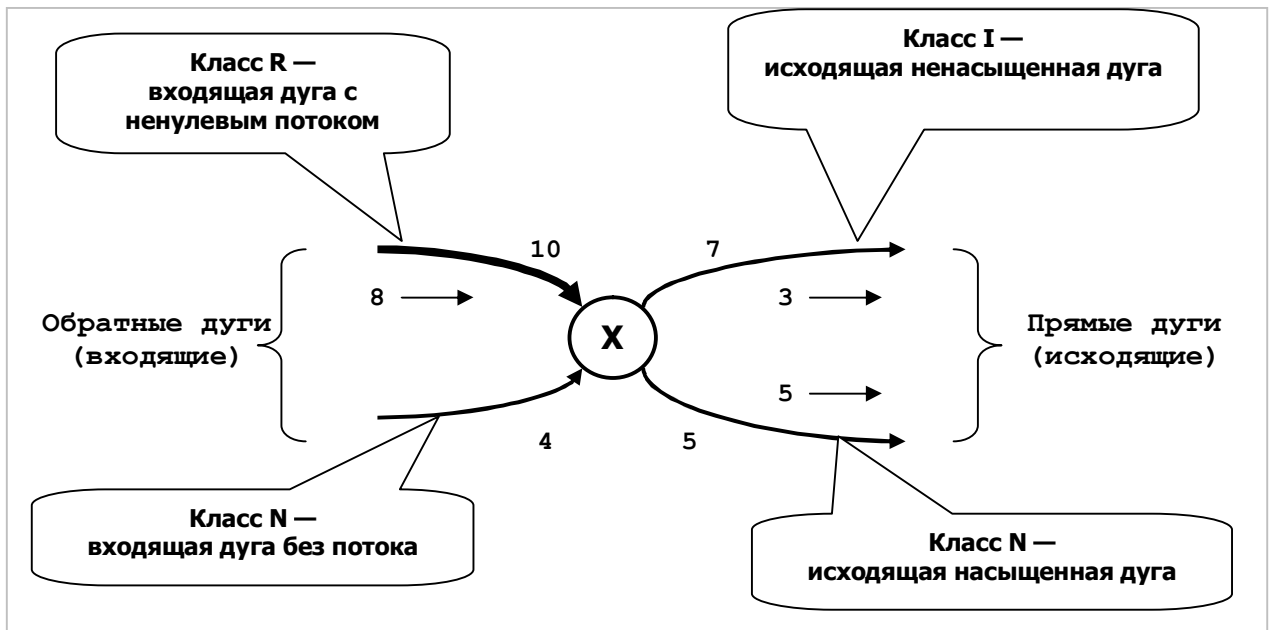 Класс R —
входящая дуга с
ненулевым потоком
Класс I —
исходящая ненасыщенная дуга
10
7
8
3
Обратные дуги
(входящие)
X
Прямые дуги
(исходящие)
5
4
5
Класс N —
входящая дуга без потока
Класс N —
исходящая насыщенная дуга